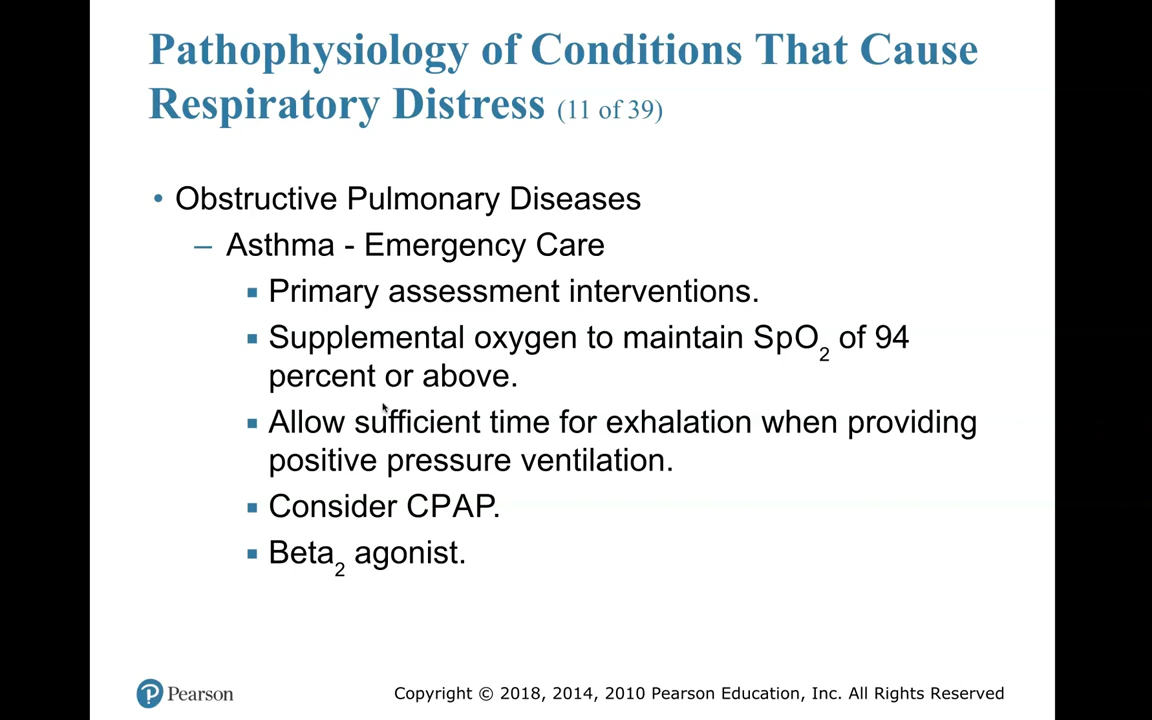 Pathophysiology of Conditions That Cause
Respiratory Distress (11 of 39)
• Obstructive Pulmonary Diseases
– Asthma - Emergency Care
▪ Primary assessment interventions.
▪ Supplemental oxygen to maintain SpO₂ of 94
percent or above.
▪ Allow sufficient time for exhalation when providing
positive pressure ventilation.
▪ Consider CPAP.
▪ Beta₂ agonist.
Pearson
Copyright © 2018, 2014, 2010 Pearson Education, Inc. All Rights Reserved